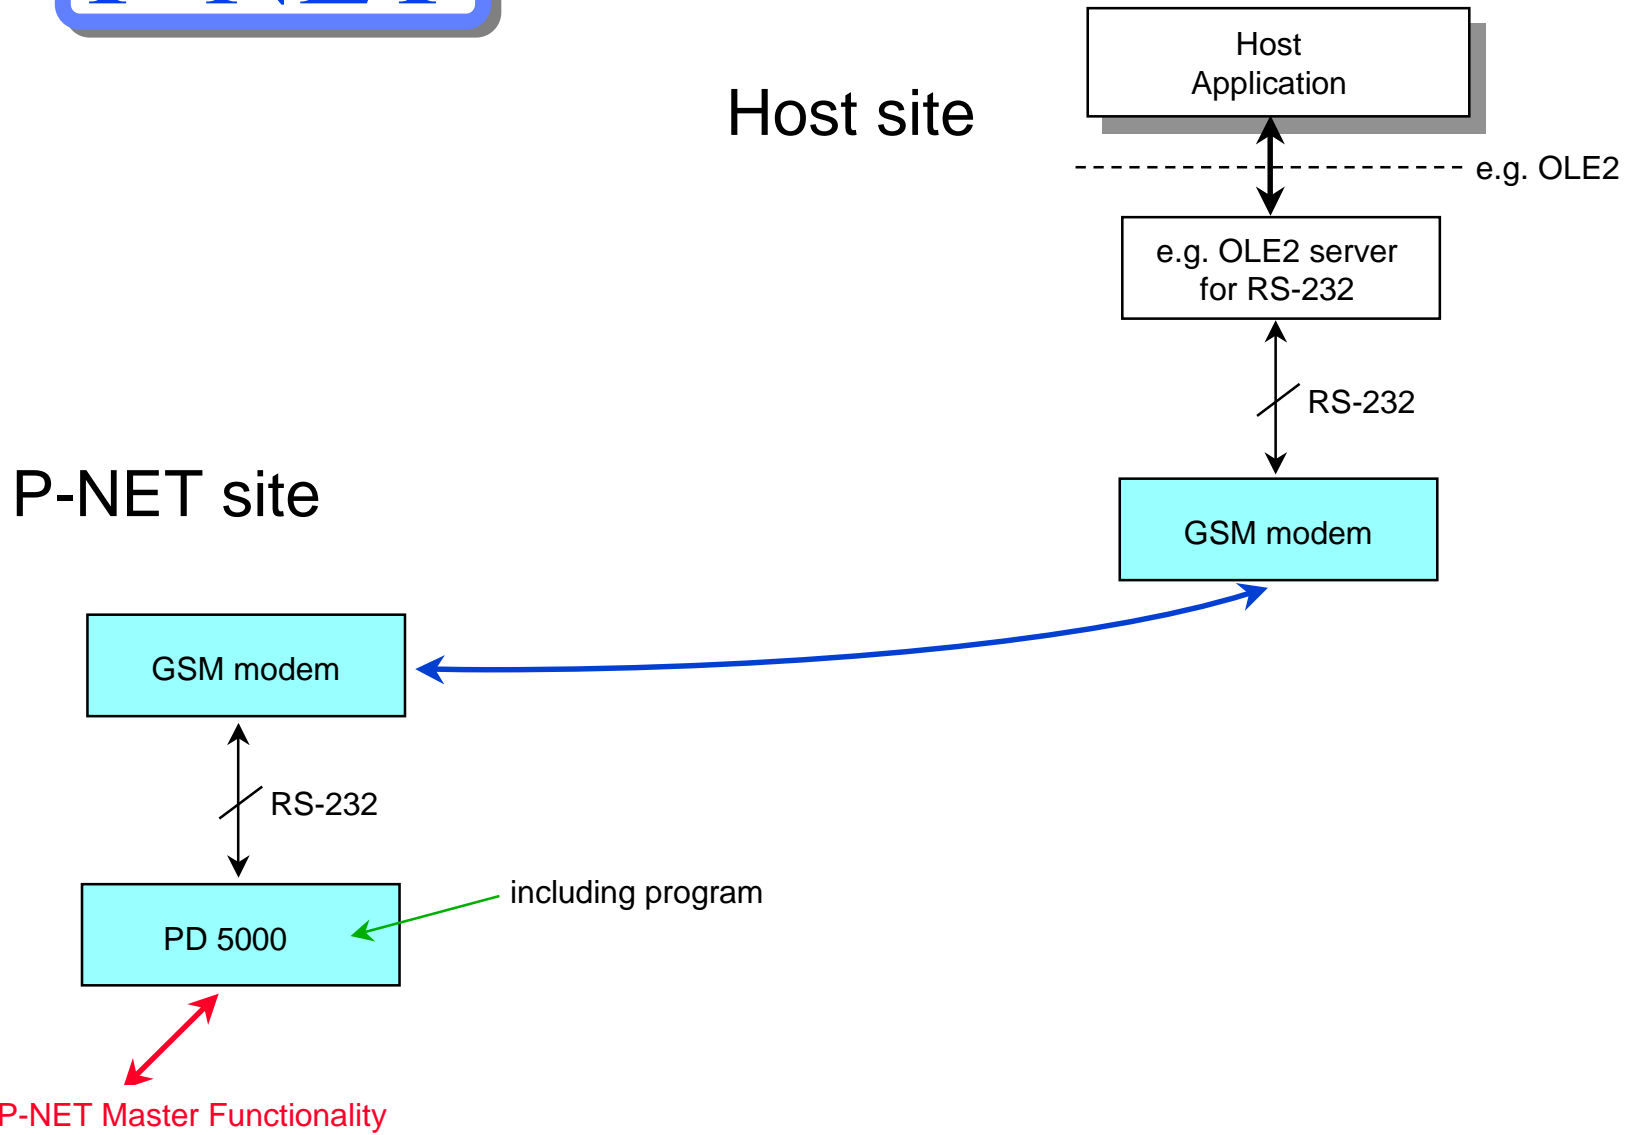 P-NET
Host
Application
Host site
e.g. OLE2
e.g. OLE2 server
for RS-232
RS-232
P-NET site
GSM modem
GSM modem
RS-232
including program
PD 5000
P-NET Master Functionality